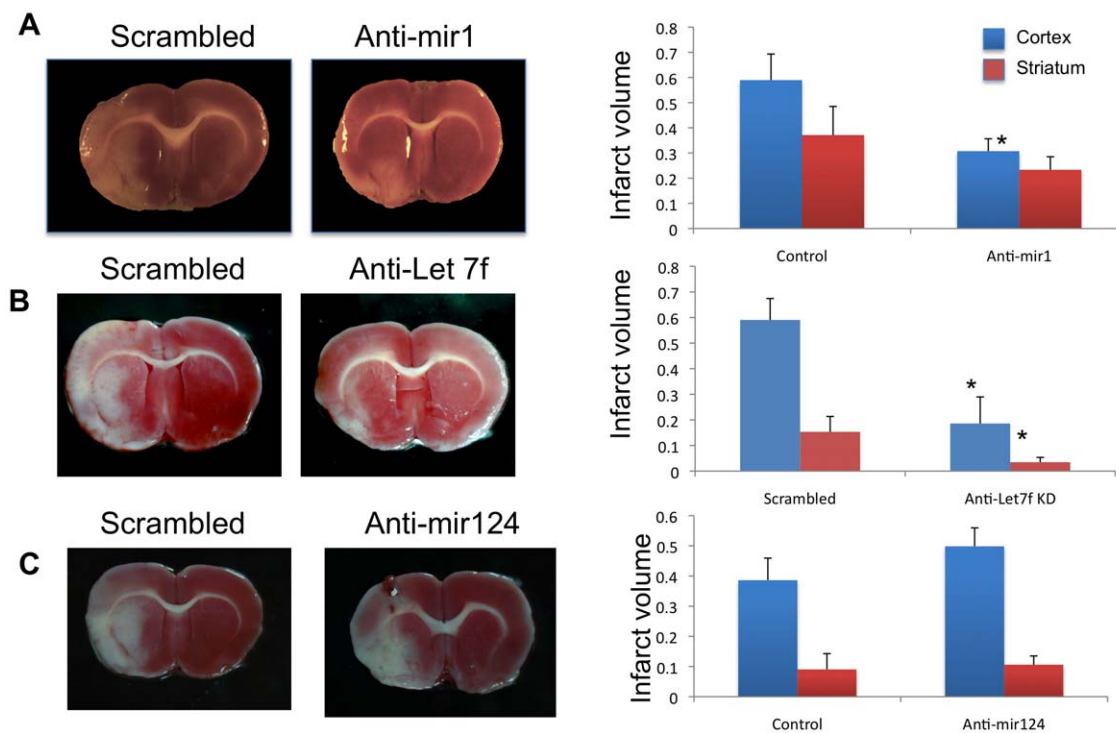 A
Scrambled
Anti-mir1
0.8
0.7
0.6
0.5
0.4
0.3
0.2
0.1
0
Infarct volume
Cortex
Striatum
*
Control
Anti-mir1
B
Scrambled
Anti-Let 7f
0.8
0.7
0.6
0.5
0.4
0.3
0.2
0.1
0
Infarct volume
*
*
Scrambled
Anti-Let7f KD
C
Scrambled
Anti-mir124
0.6
0.5
0.4
0.3
0.2
0.1
0
Infarct volume
Control
Anti-mir124